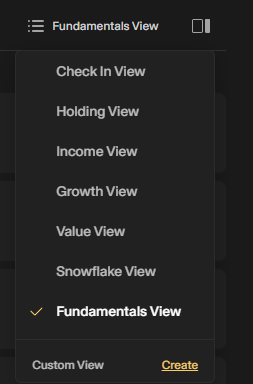 Fundamentals View
Check In View
Holding View
Income View
Growth View
Value View
Snowflake View
Fundamentals View
Custom View Create